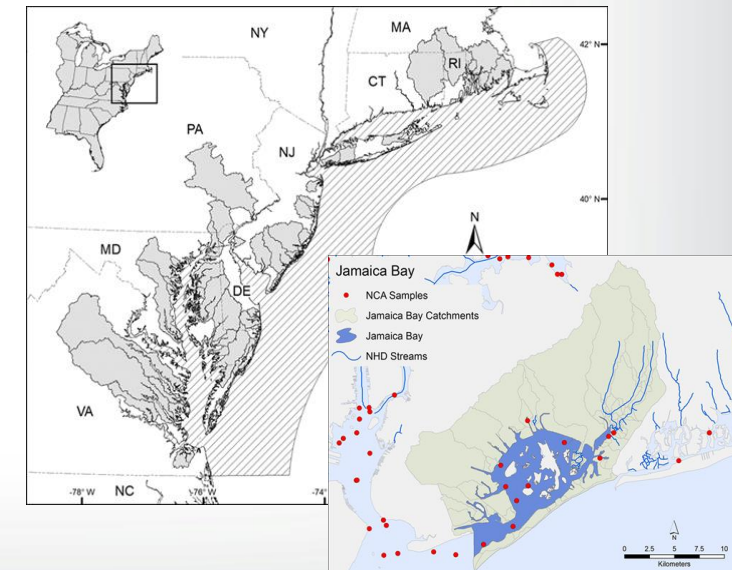 NY
MA
42° N
RI
CT
PA
NJ
40° N
N
MD
DE
VA
-78° W
-76° W
-74°
NC
Jamaica Bay
NCA Samples
Jamaica Bay Catchments
Jamaica Bay
NHD Streams
N
0 2.5 5 7.5 10
Kilometers